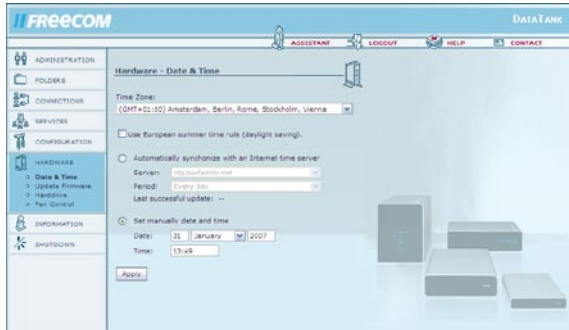 FREECOM
DATATANK
ASSISTANT LOGOUT HELP CONTACT
ADMINISTRATION
FOLDERS
CONNECTIONS
SERVICES
CONFIGURATION
HARDWARE
Date & Time
Update Firmware
Harddrive
Fan Control
INFORMATION
SHUTDOWN
Hardware - Date & Time
Time Zone:
(GMT+01:00) Amsterdam, Berlin, Rome, Stockholm, Vienna
Use European summer time rule (daylight saving).
Automatically synchonize with an Internet time server
Server:
Period: Every day
Last successful update: --
Set manually date and time
Date: 31 January 2007
Time: 13:49
Apply